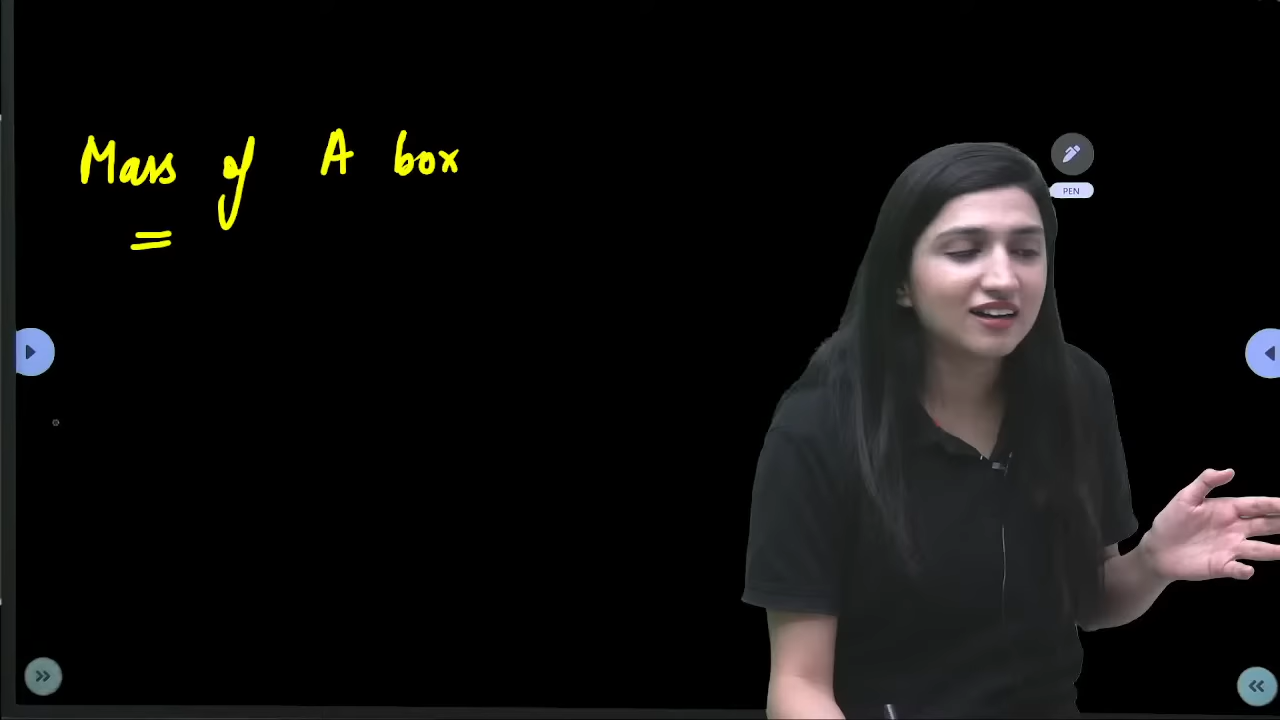 Mass of A box
=
PEN